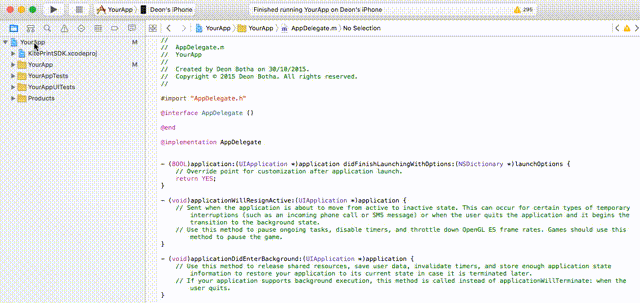 YourApp
Deon's iPhone
Finished running YourApp on Deon's iPhone
295
YourApp
YourApp
AppDelegate.m
No Selection
YourApp
M
KitePrintSDK.xcodeproj
YourApp
M
YourAppTests
YourAppUITests
Products
//
// AppDelegate.m
// YourApp
//
// Created by Deon Botha on 30/10/2015.
// Copyright © 2015 Deon Botha. All rights reserved.
//
#import "AppDelegate.h"
@interface AppDelegate ()
@end
@implementation AppDelegate
- (BOOL)application:(UIApplication *)application didFinishLaunchingWithOptions:(NSDictionary *)launchOptions {
// Override point for customization after application launch.
return YES;
}
- (void)applicationWillResignActive:(UIApplication *)application {
// Sent when the application is about to move from active to inactive state. This can occur for certain types of temporary
interruptions (such as an incoming phone call or SMS message) or when the user quits the application and it begins the
transition to the background state.
// Use this method to pause ongoing tasks, disable timers, and throttle down OpenGL ES frame rates. Games should use this
method to pause the game.
}
- (void)applicationDidEnterBackground:(UIApplication *)application {
// Use this method to release shared resources, save user data, invalidate timers, and store enough application state
information to restore your application to its current state in case it is terminated later.
// If your application supports background execution, this method is called instead of applicationWillTerminate: when the
user quits.
}